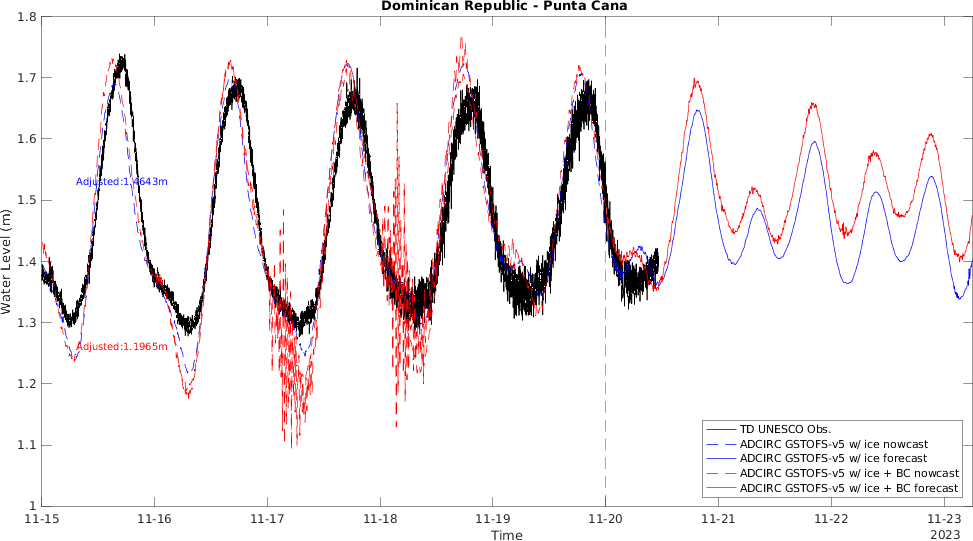 Dominican Republic - Punta Cana
1.8
1.7
1.6
1.5
1.4
1.3
1.2
1.1
1
Water Level (m)
Adjusted:1.4643m
Adjusted:1.1965m
TD UNESCO Obs.
ADCIRC GSTOFS-v5 w/ ice nowcast
ADCIRC GSTOFS-v5 w/ ice forecast
ADCIRC GSTOFS-v5 w/ ice + BC nowcast
ADCIRC GSTOFS-v5 w/ ice + BC forecast
11-15 11-16 11-17 11-18 11-19 11-20 11-21 11-22 11-23
Time
2023